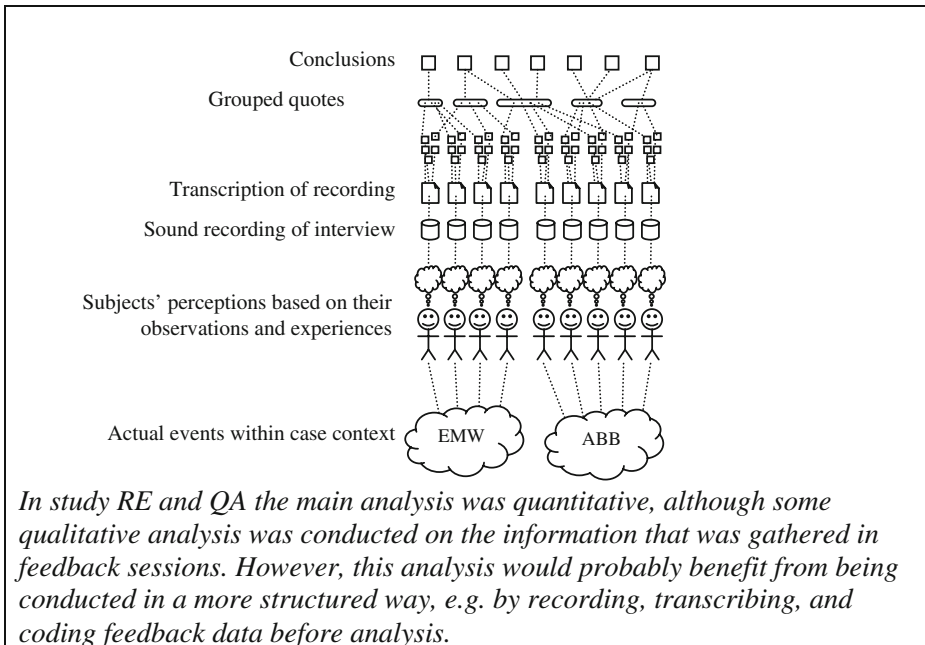 Conclusions
Grouped quotes
Transcription of recording
Sound recording of interview
Subjects’ perceptions based on their
observations and experiences
Actual events within case context
EMW
ABB
In study RE and QA the main analysis was quantitative, although some
qualitative analysis was conducted on the information that was gathered in
feedback sessions. However, this analysis would probably benefit from being
conducted in a more structured way, e.g. by recording, transcribing, and
coding feedback data before analysis.